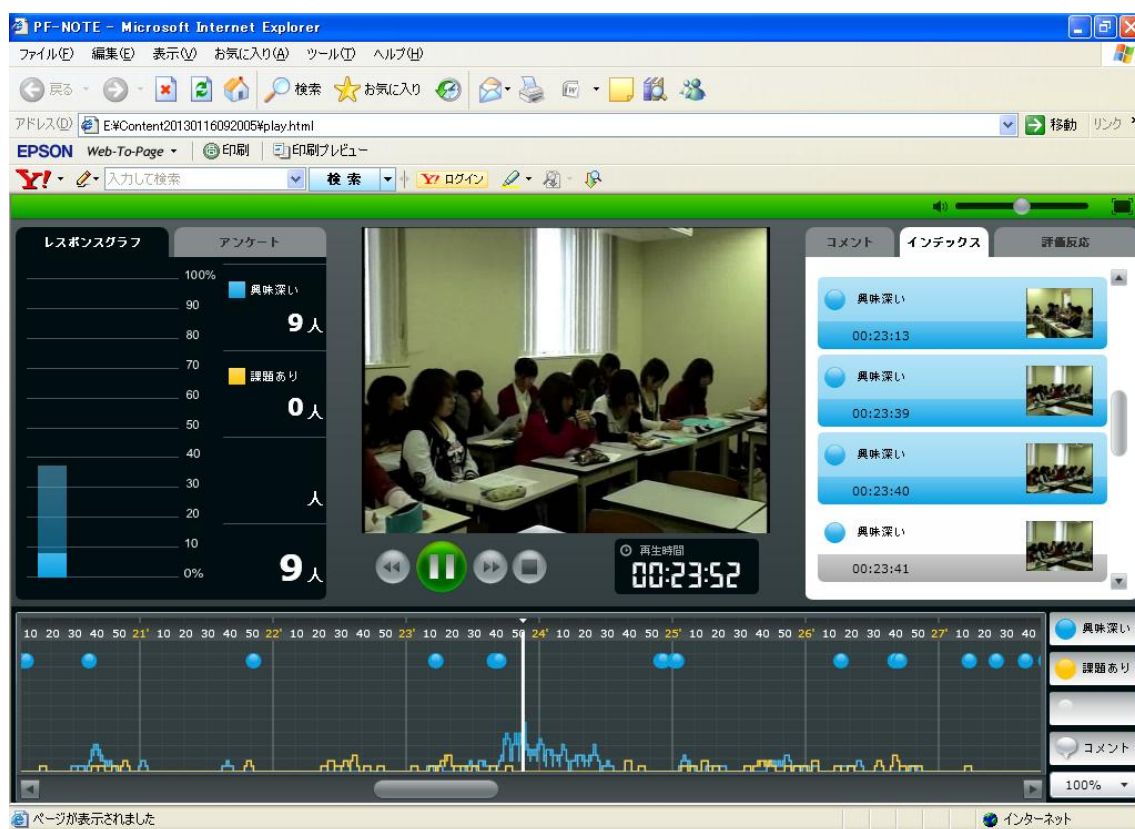 PF-NOTE - Microsoft Internet Explorer
ファイル(F) 編集(E) 表示(V) お気に入り(A) ツール(T) ヘルプ(H)
戻る 検索 お気に入り
アドレス(D) E:¥Content20130116092005¥play.html 移動 リンク
EPSON Web-To-Page 印刷 印刷プレビュー
Y! 入力して検索 検索 Y! ログイン
レスポンスグラフ アンケート
100%
90
80
70
60
50
40
30
20
10
0%
興味深い
9人
課題あり
0人
人
9人
再生時間
00:23:52
コメント インデックス 評価反応
興味深い
00:23:13
興味深い
00:23:39
興味深い
00:23:40
興味深い
00:23:41
10 20 30 40 50 21' 10 20 30 40 50 22' 10 20 30 40 50 23' 10 20 30 40 50 24' 10 20 30 40 50 25' 10 20 30 40 50 26' 10 20 30 40 50 27' 10 20 30 40
興味深い
課題あり
コメント
100%
ページが表示されました インターネット